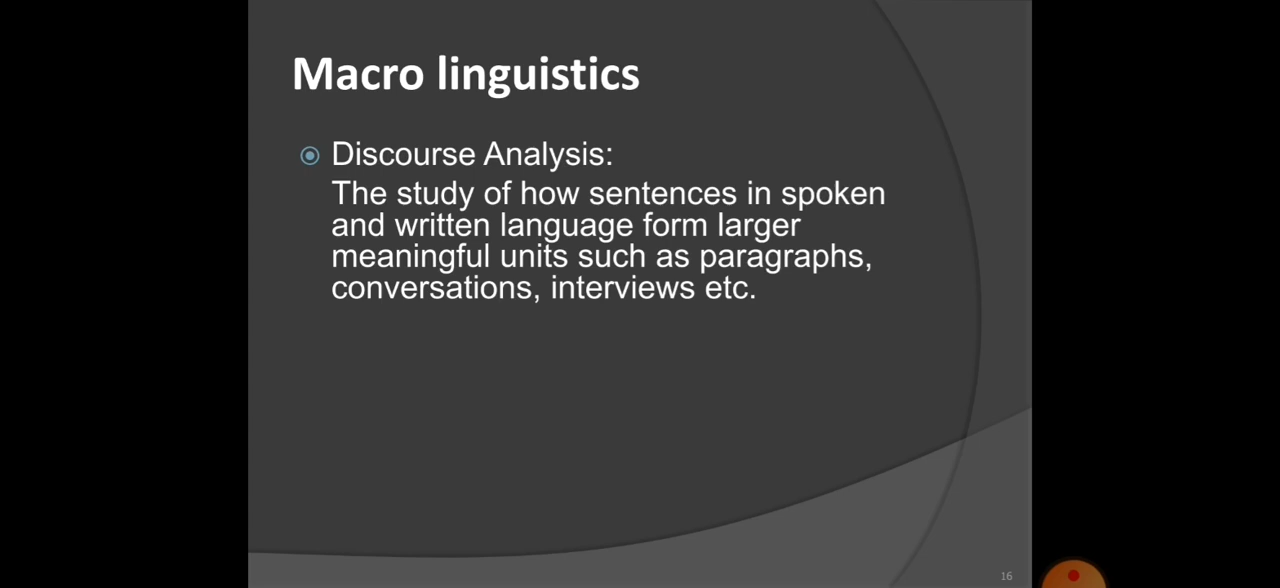 Macro linguistics
Discourse Analysis:
The study of how sentences in spoken
and written language form larger
meaningful units such as paragraphs,
conversations, interviews etc.
16